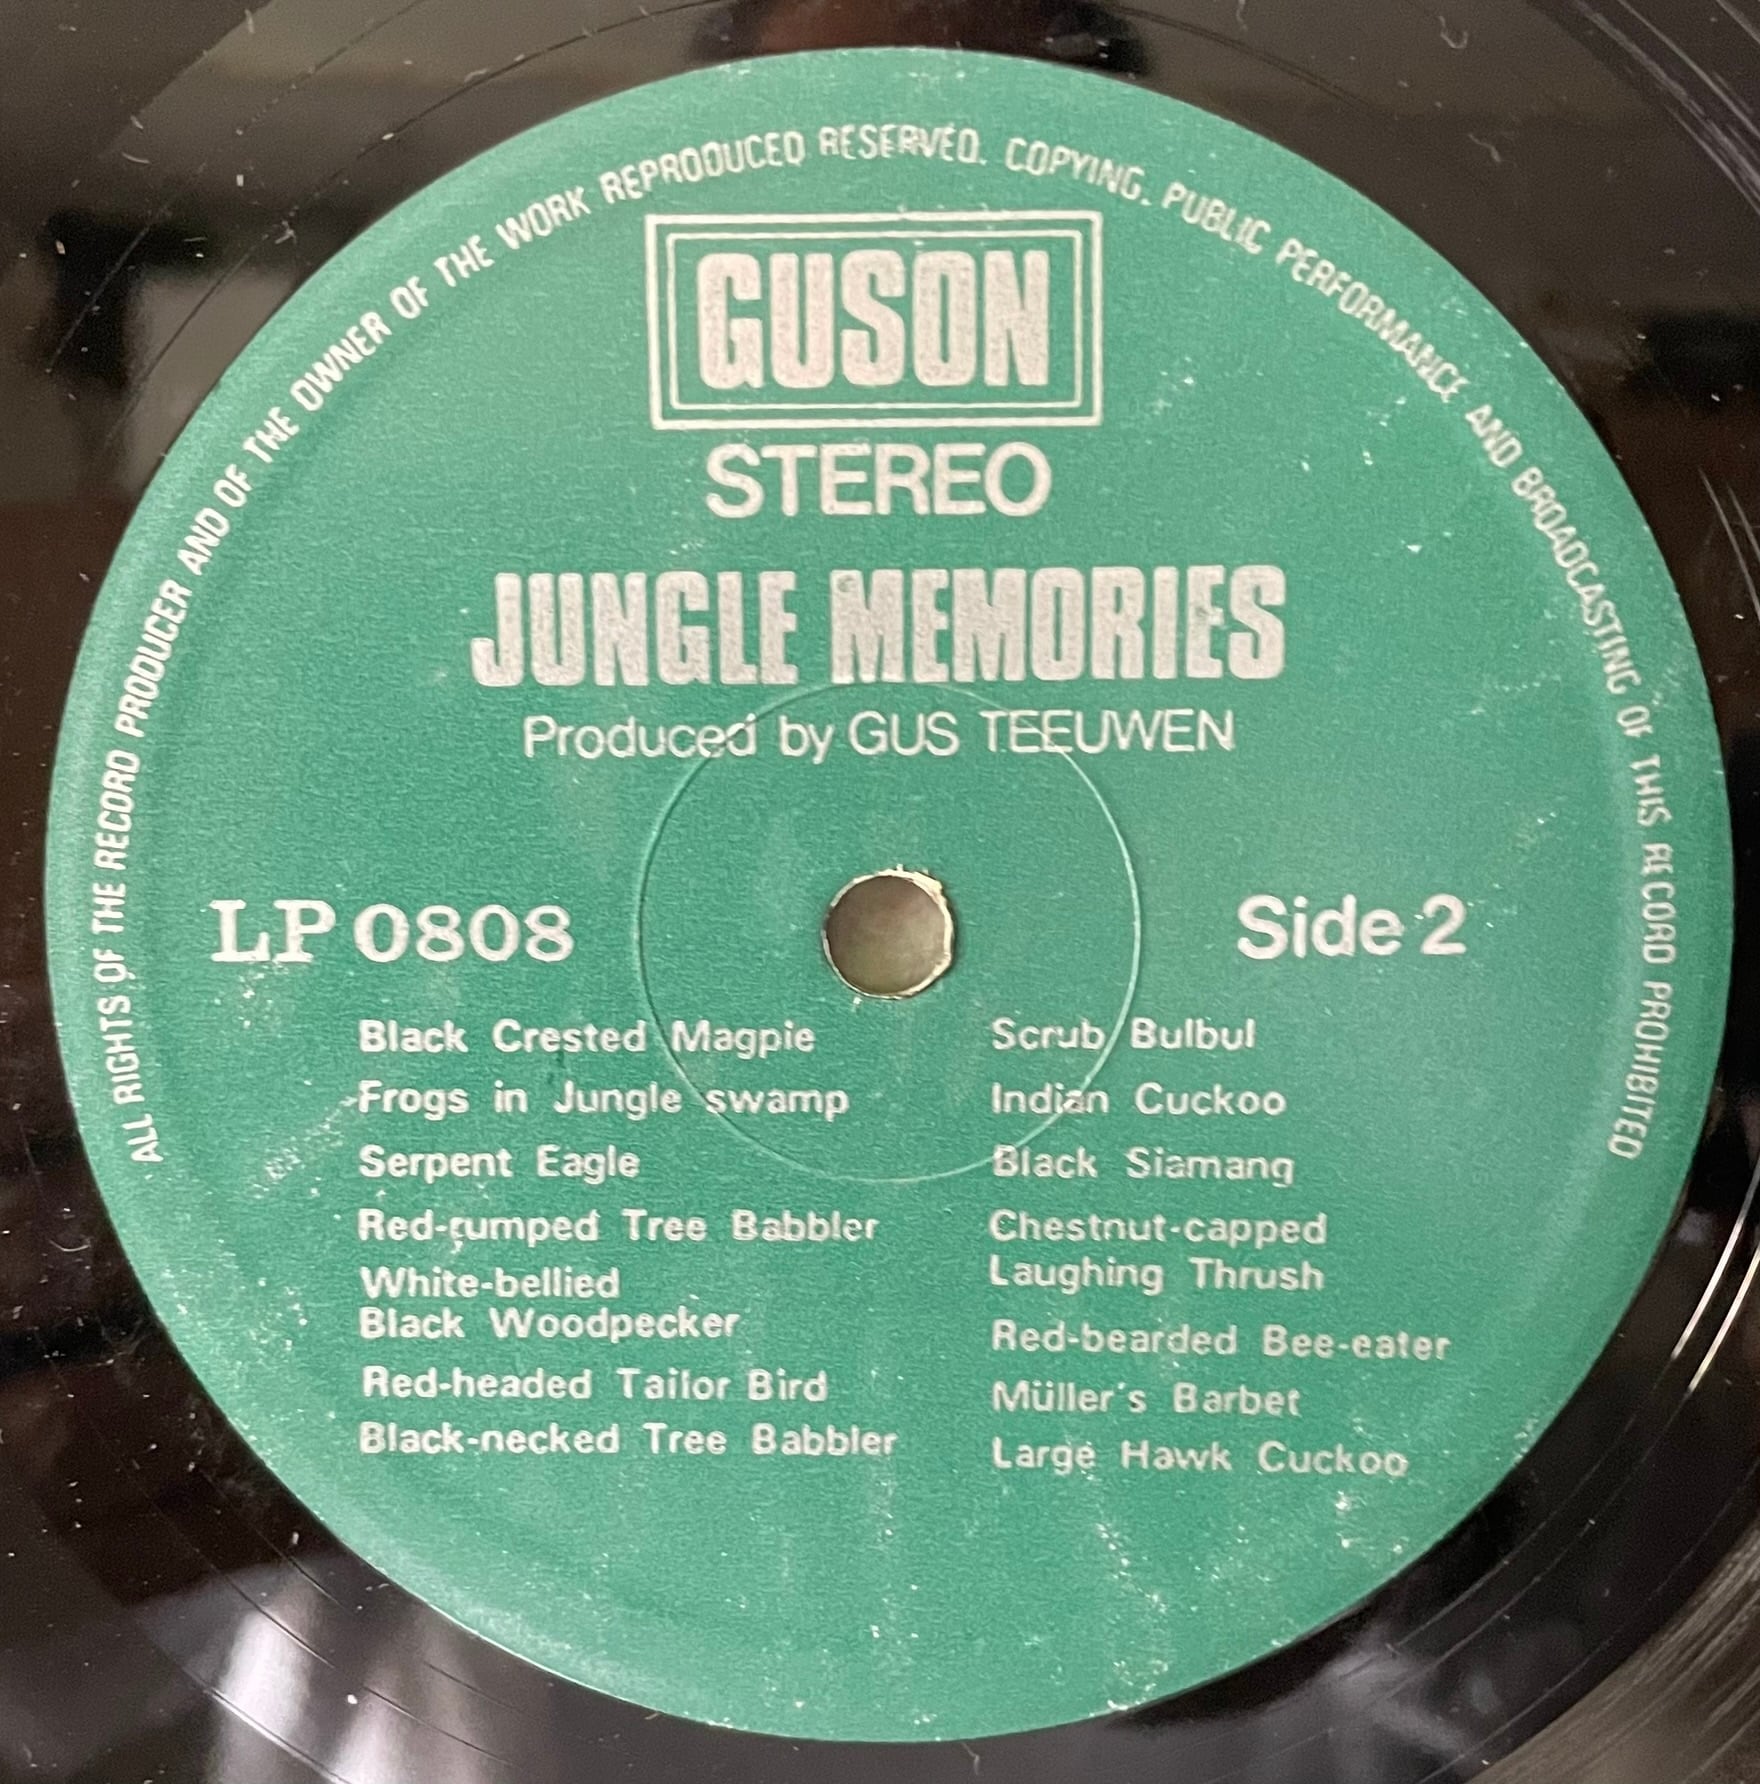 ALL RIGHTS OF THE RECORD PRODUCER AND OF THE OWNER OF THE WORK REPRODUCED RESERVED. COPYING. PUBLIC PERFORMANCE AND BROADCASTING OF THIS RECORD PROHIBITED
GUSON
STEREO
JUNGLE MEMORIES
Produced by GUS TEEUWEN
LP 0808
Side 2
Black Crested Magpie
Frogs in Jungle swamp
Serpent Eagle
Red-rumped Tree Babbler
White-bellied
Black Woodpecker
Red-headed Tailor Bird
Black-necked Tree Babbler
Scrub Bulbul
Indian Cuckoo
Black Siamang
Chestnut-capped
Laughing Thrush
Red-bearded Bee-eater
Müller's Barbet
Large Hawk Cuckoo